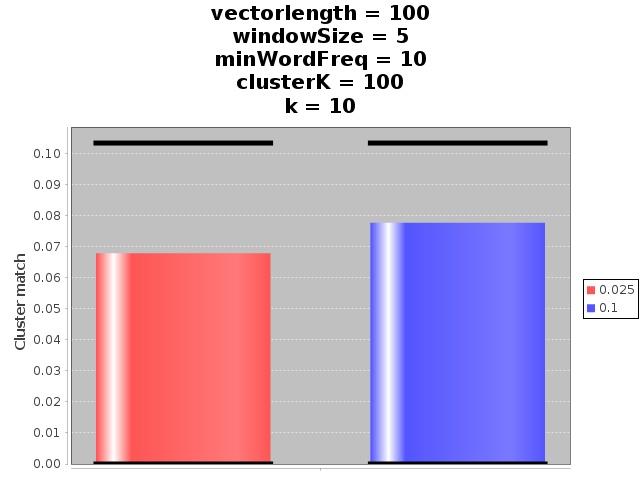 vectorlength = 100
windowSize = 5
minWordFreq = 10
clusterK = 100
k = 10
0.10
0.09
0.08
0.07
0.06
0.05
0.04
0.03
0.02
0.01
0.00
Cluster match
0.025
0.1